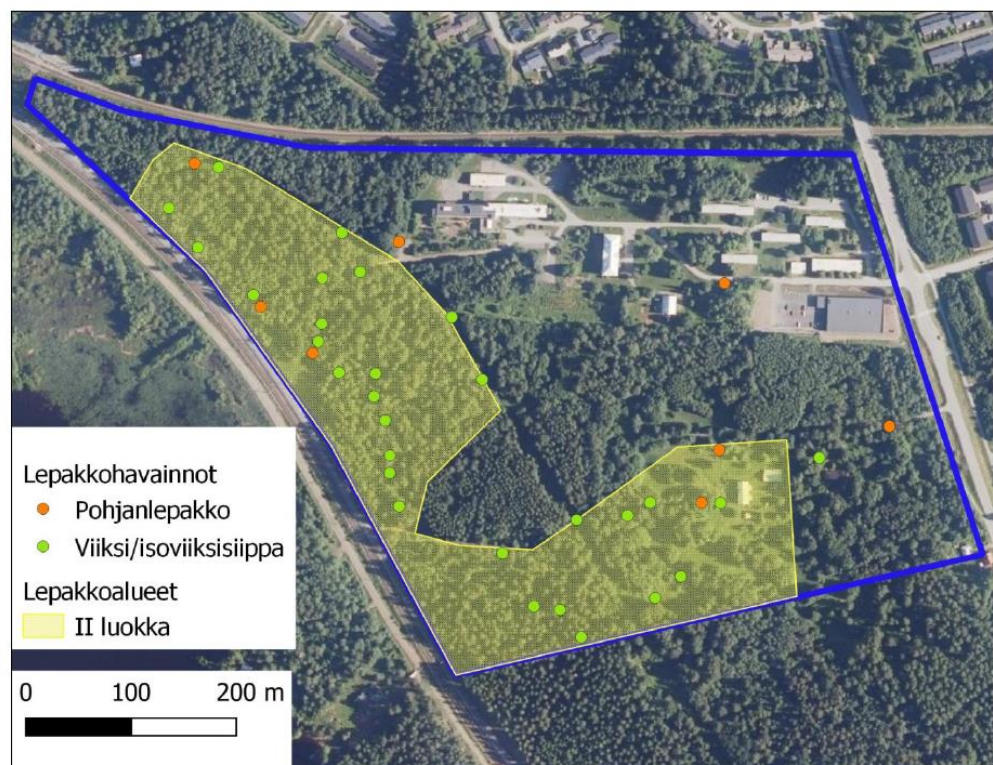 Lepakkohavainnot
Pohjanlepakko
Viiksi/isoviiksisiippa
Lepakkoalueet
II luokka
0 100 200 m